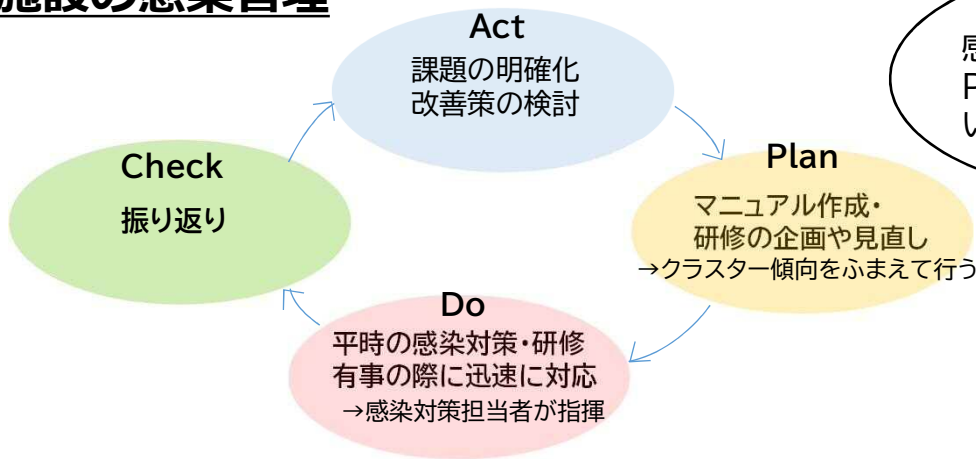 施設の感染管理
Act
課題の明確化
改善策の検討
Check
振り返り
Plan
マニュアル作成・
研修の企画や見直し
→クラスター傾向をふまえて行う
Do
平時の感染対策・研修
有事の際に迅速に対応
→感染対策担当者が指揮
感
P
い